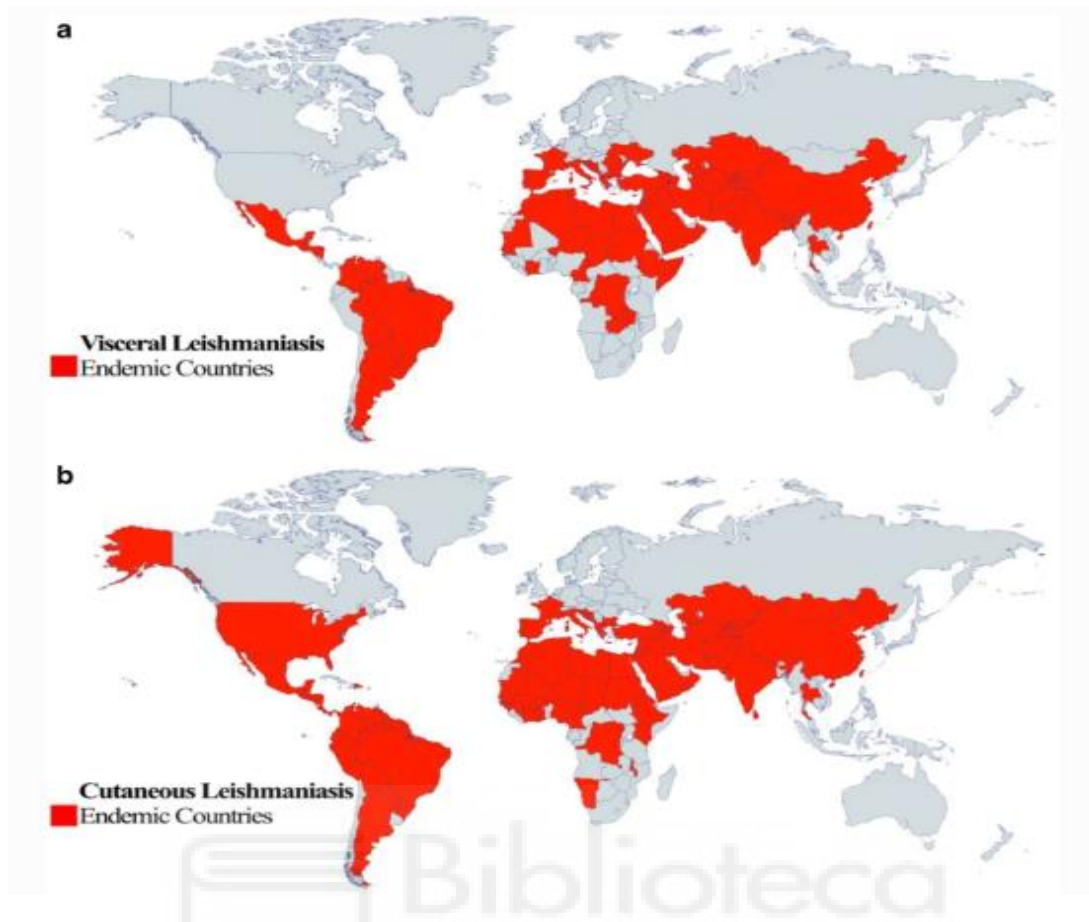 a
Visceral Leishmaniasis
Endemic Countries
b
Cutaneous Leishmaniasis
Endemic Countries
Biblioteca